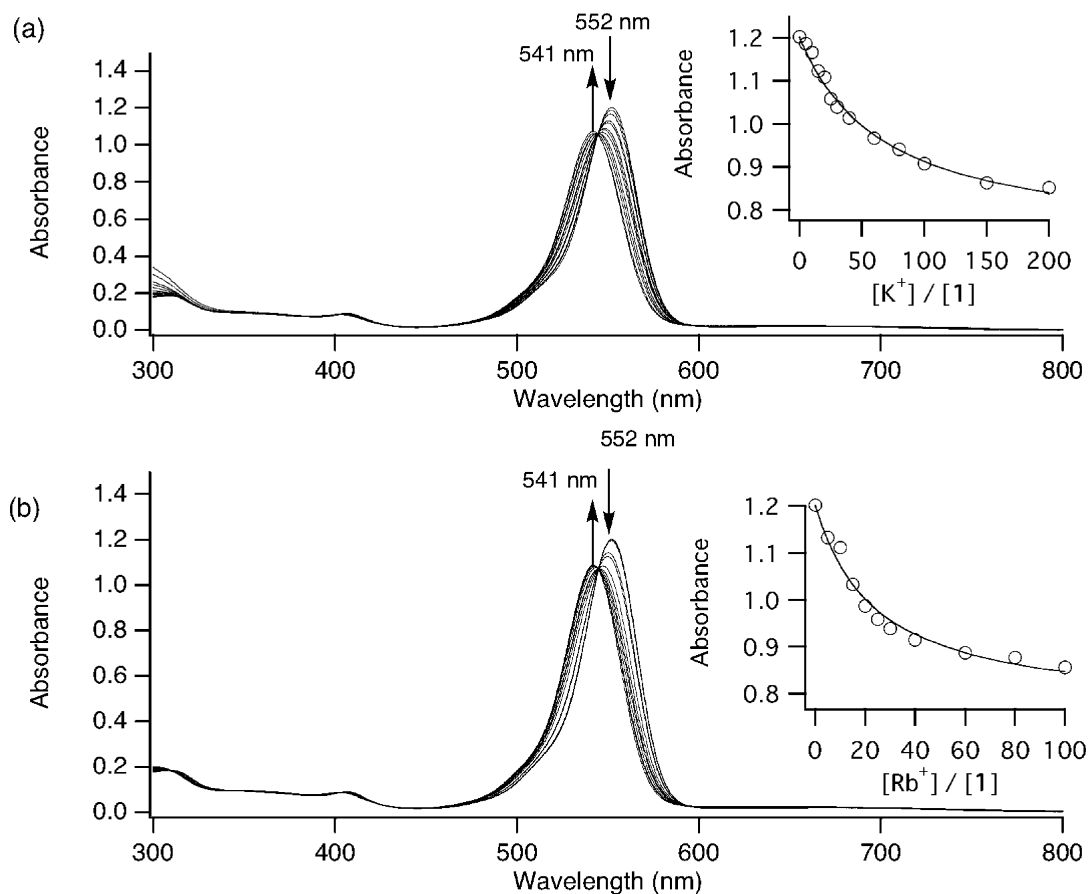 (a)
552 nm
541 nm
Absorbance
1.4
1.2
1.0
0.8
0.6
0.4
0.2
0.0
300 400 500 600 700 800
Wavelength (nm)
Absorbance
1.2
1.1
1.0
0.9
0.8
0 50 100 150 200
[K⁺] / [1]
(b)
552 nm
541 nm
Absorbance
1.4
1.2
1.0
0.8
0.6
0.4
0.2
0.0
300 400 500 600 700 800
Wavelength (nm)
Absorbance
1.2
1.1
1.0
0.9
0.8
0 20 40 60 80 100
[Rb⁺] / [1]